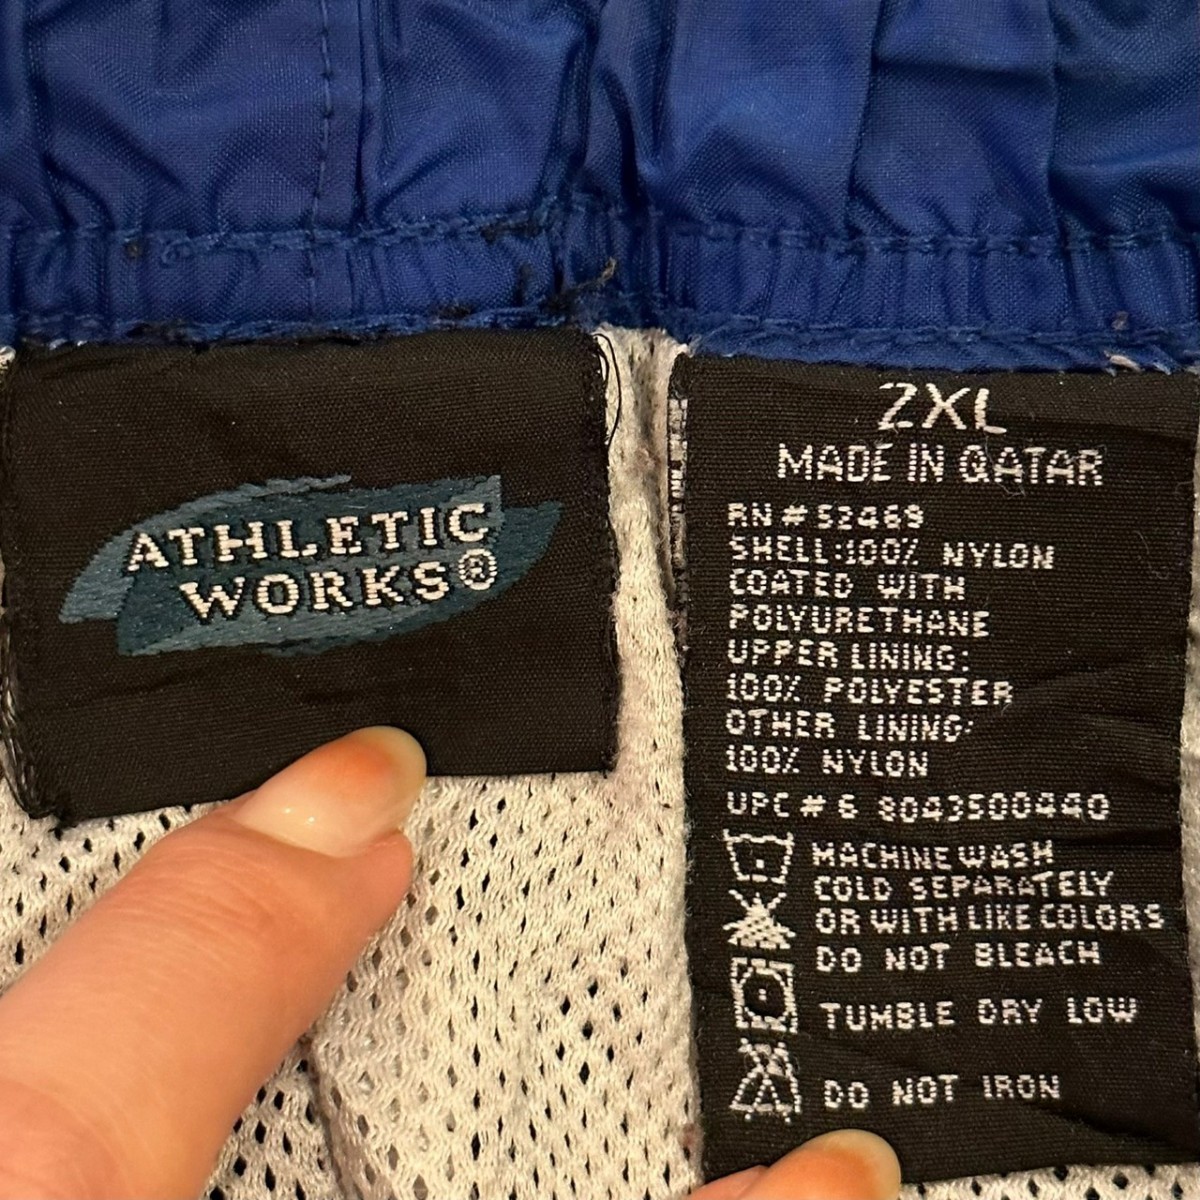 ATHLETIC
WORKS®
2XL
MADE IN QATAR
RN # 52469
SHELL:100% NYLON
COATED WITH
POLYURETHANE
UPPER LINING:
100% POLYESTER
OTHER LINING:
100% NYLON
UPC # 6 8043500440
MACHINE WASH
COLD SEPARATELY
OR WITH LIKE COLORS
DO NOT BLEACH
TUMBLE DRY LOW
DO NOT IRON